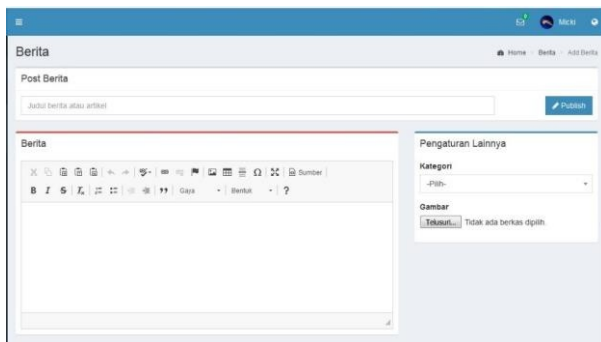 Micki
Berita
Home > Berita > Add Berita
Post Berita
Judul berita atau artikel
Publish
Berita
Sumber
B I S Ix
Gaya Bentuk ?
Pengaturan Lainnya
Kategori
-Pilih-
Gambar
Telusuri... Tidak ada berkas dipilih.